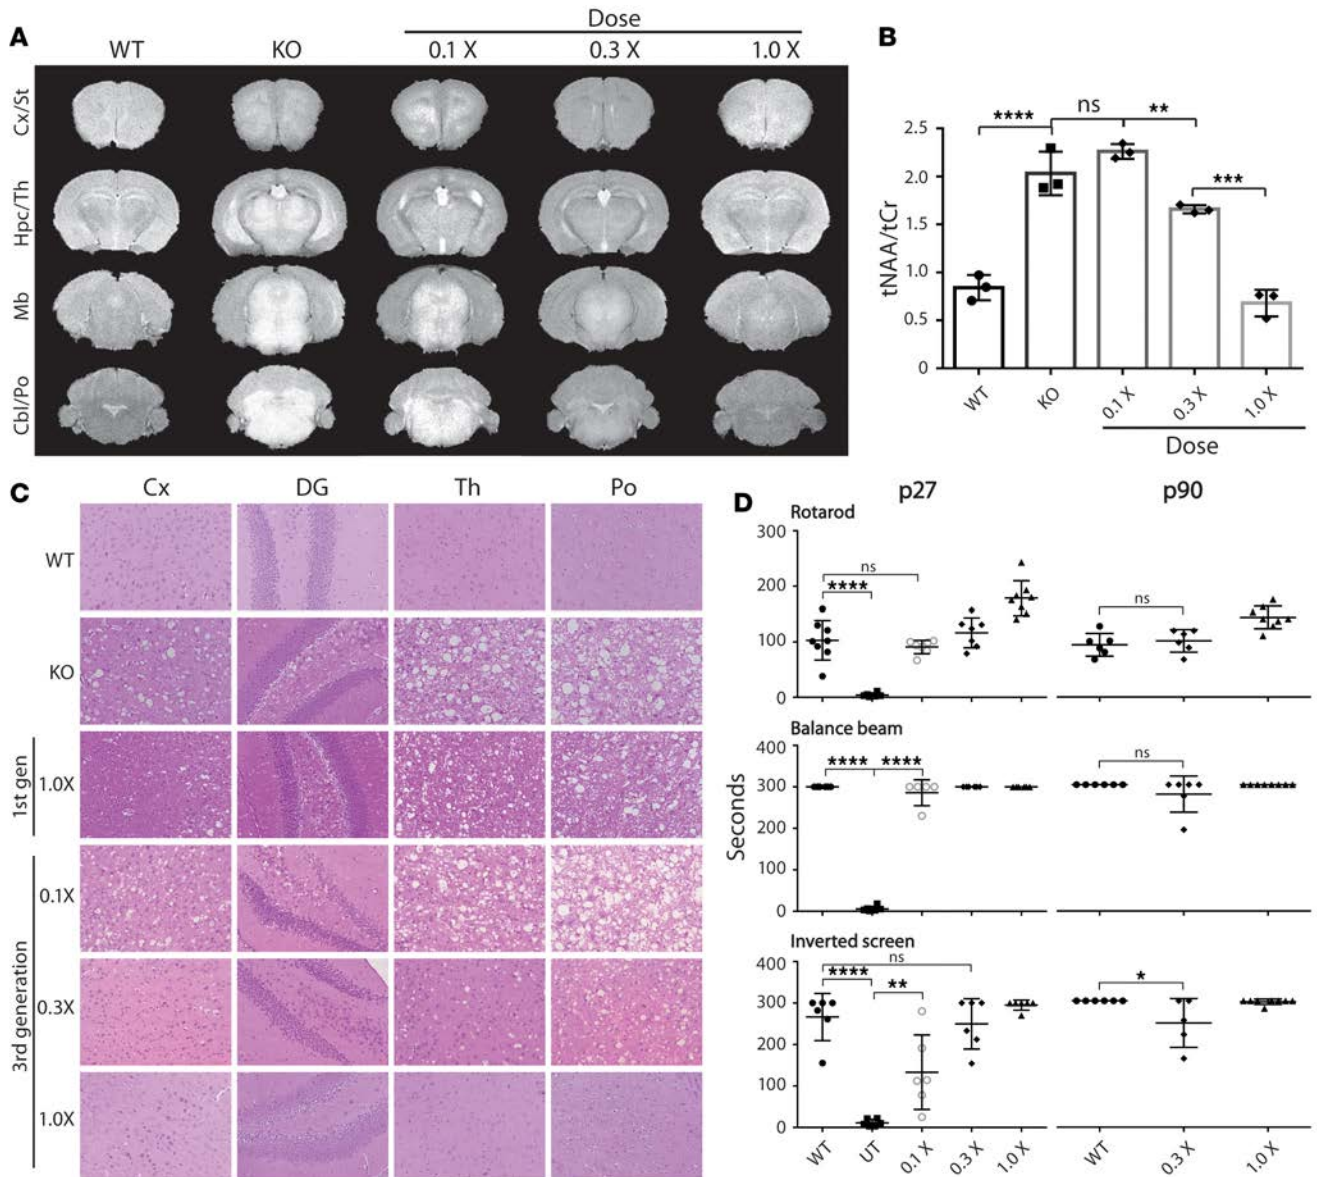 A
Dose
WT KO 0.1 X 0.3 X 1.0 X
Cx/St
Hpc/Th
Mb
Cbl/Po
B
**** ns ** ***
tNAA/tCr
2.5
2.0
1.5
1.0
0.5
0
WT KO 0.1 X 0.3 X 1.0 X
Dose
C
Cx DG Th Po
WT
KO
1st gen
1.0X
3rd generation
0.1X
0.3X
1.0X
D
p27 p90
Rotarod
300
200
100
0
ns
****
ns
Balance beam
400
300
200
100
0
**** ****
ns
Seconds
Inverted screen
400
300
200
100
0
ns
****
**
*
WT UT 0.1 X 0.3 X 1.0 X WT 0.3 X 1.0 X